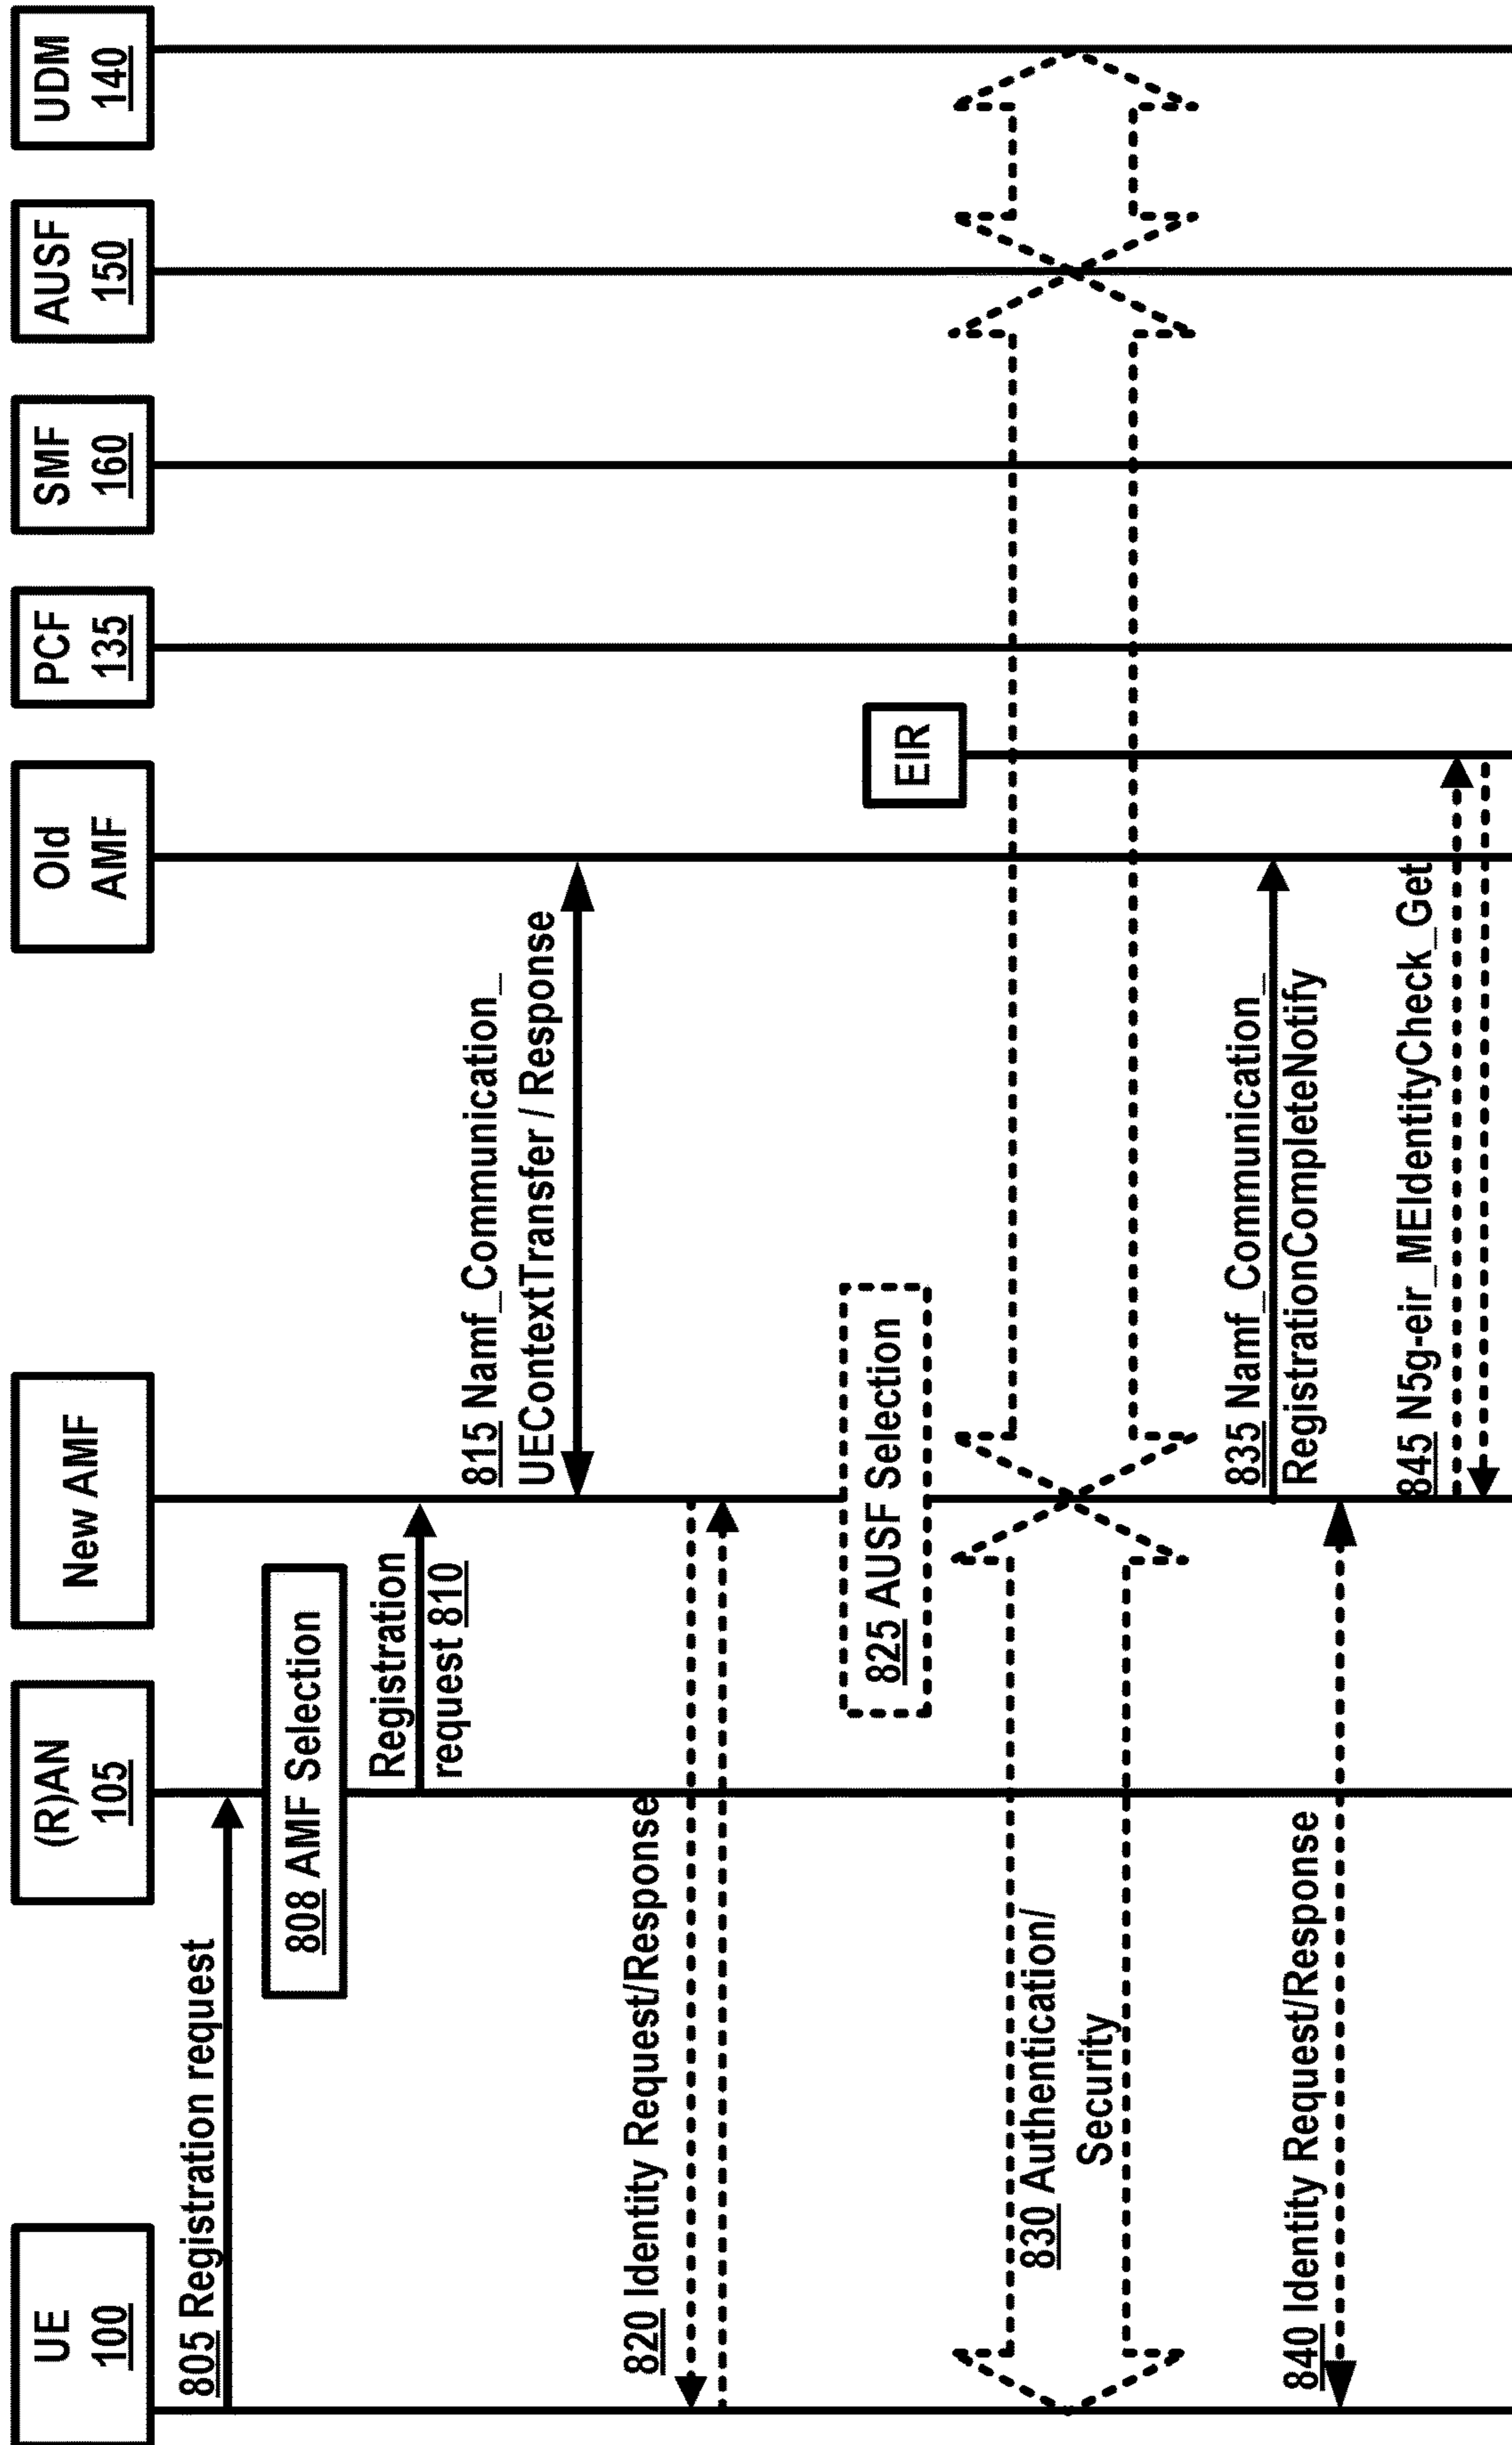 UE
100
(R)AN
105
New AMF
Old
AMF
PCF
135
SMF
160
AUSF
150
UDM
140
805 Registration request
808 AMF Selection
Registration
request 810
815 Namf_Communication_
UEContextTransfer / Response
820 Identity Request/Response
825 AUSF Selection
EIR
830 Authentication/
Security
835 Namf_Communication_
RegistrationCompleteNotify
840 Identity Request/Response
845 N5g-eir_MEIdentityCheck_Get